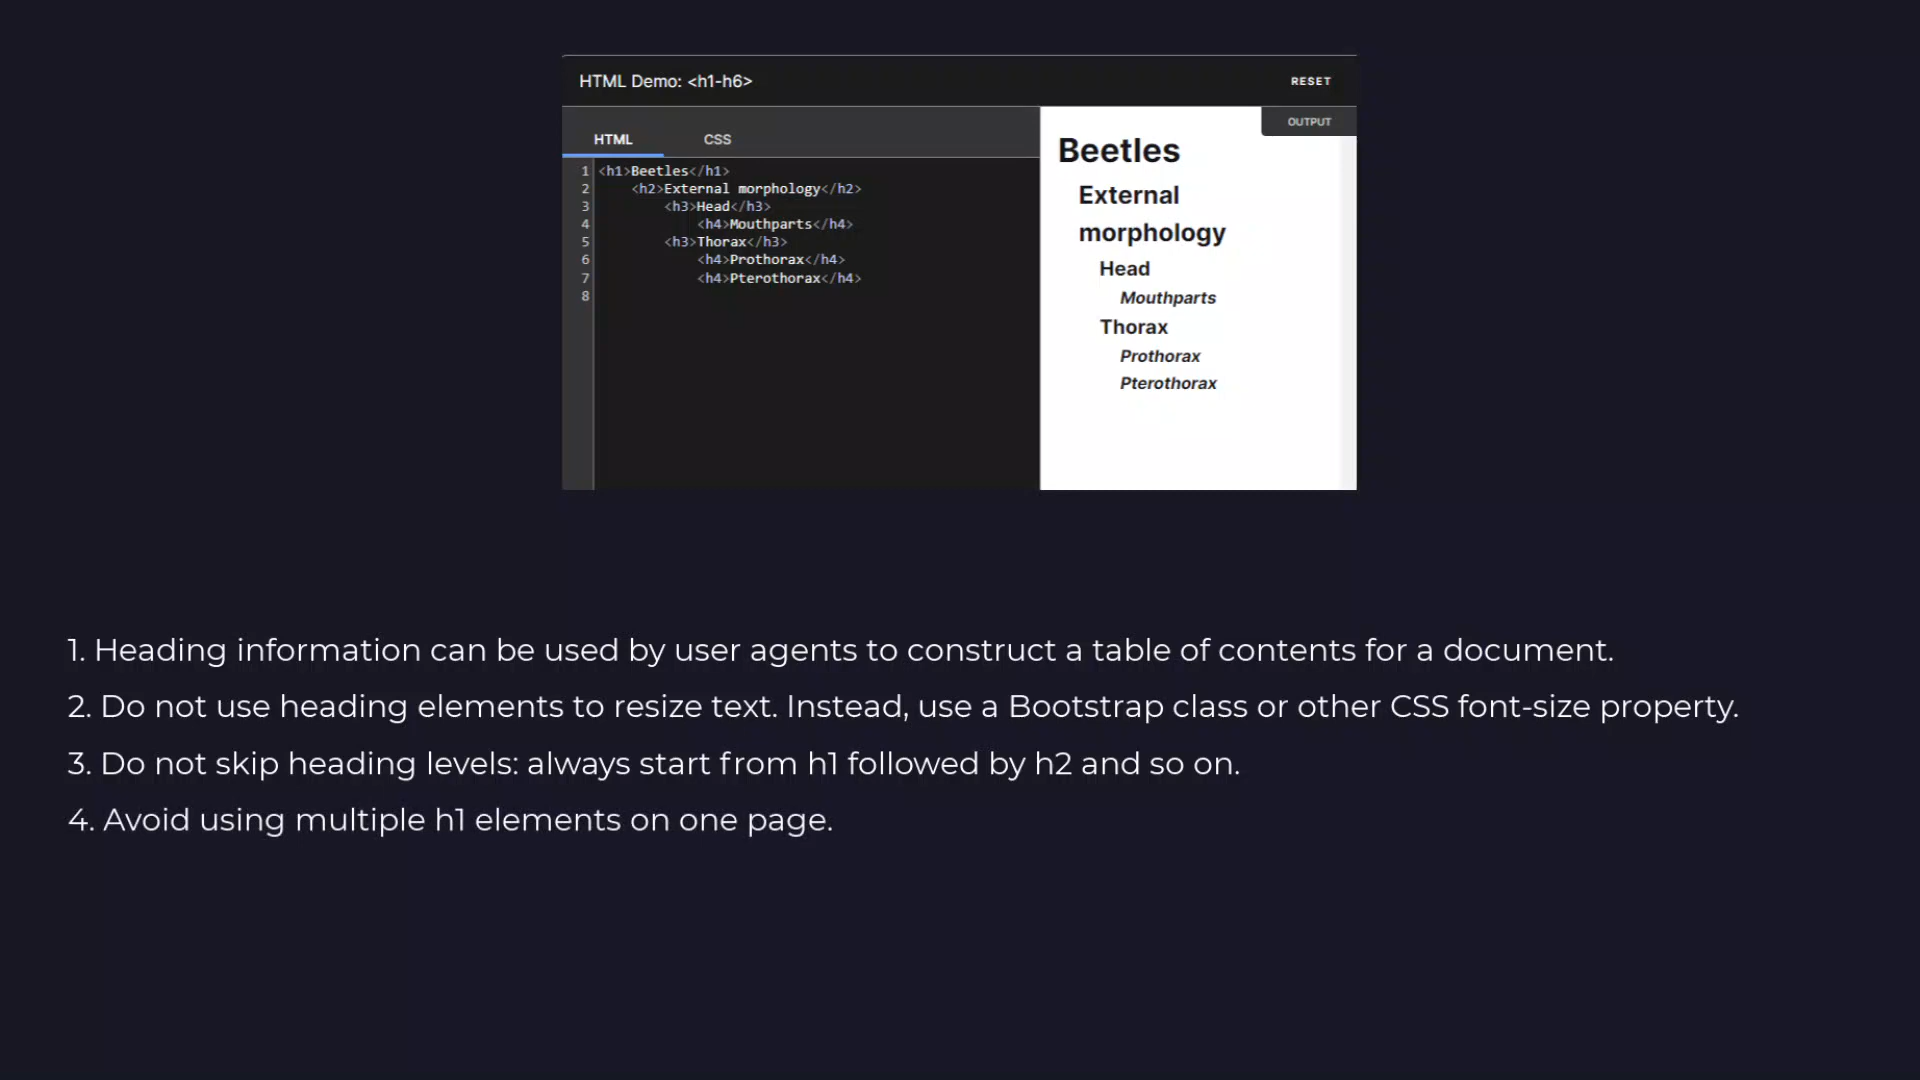 HTML Demo: <h1-h6>
RESET
HTML
CSS
OUTPUT
1 <h1>Beetles</h1>
2 <h2>External morphology</h2>
3 <h3>Head</h3>
4 <h4>Mouthparts</h4>
5 <h3>Thorax</h3>
6 <h4>Prothorax</h4>
7 <h4>Pterothorax</h4>
8
Beetles
External
morphology
Head
Mouthparts
Thorax
Prothorax
Pterothorax
1. Heading information can be used by user agents to construct a table of contents for a document.
2. Do not use heading elements to resize text. Instead, use a Bootstrap class or other CSS font-size property.
3. Do not skip heading levels: always start from h1 followed by h2 and so on.
4. Avoid using multiple h1 elements on one page.